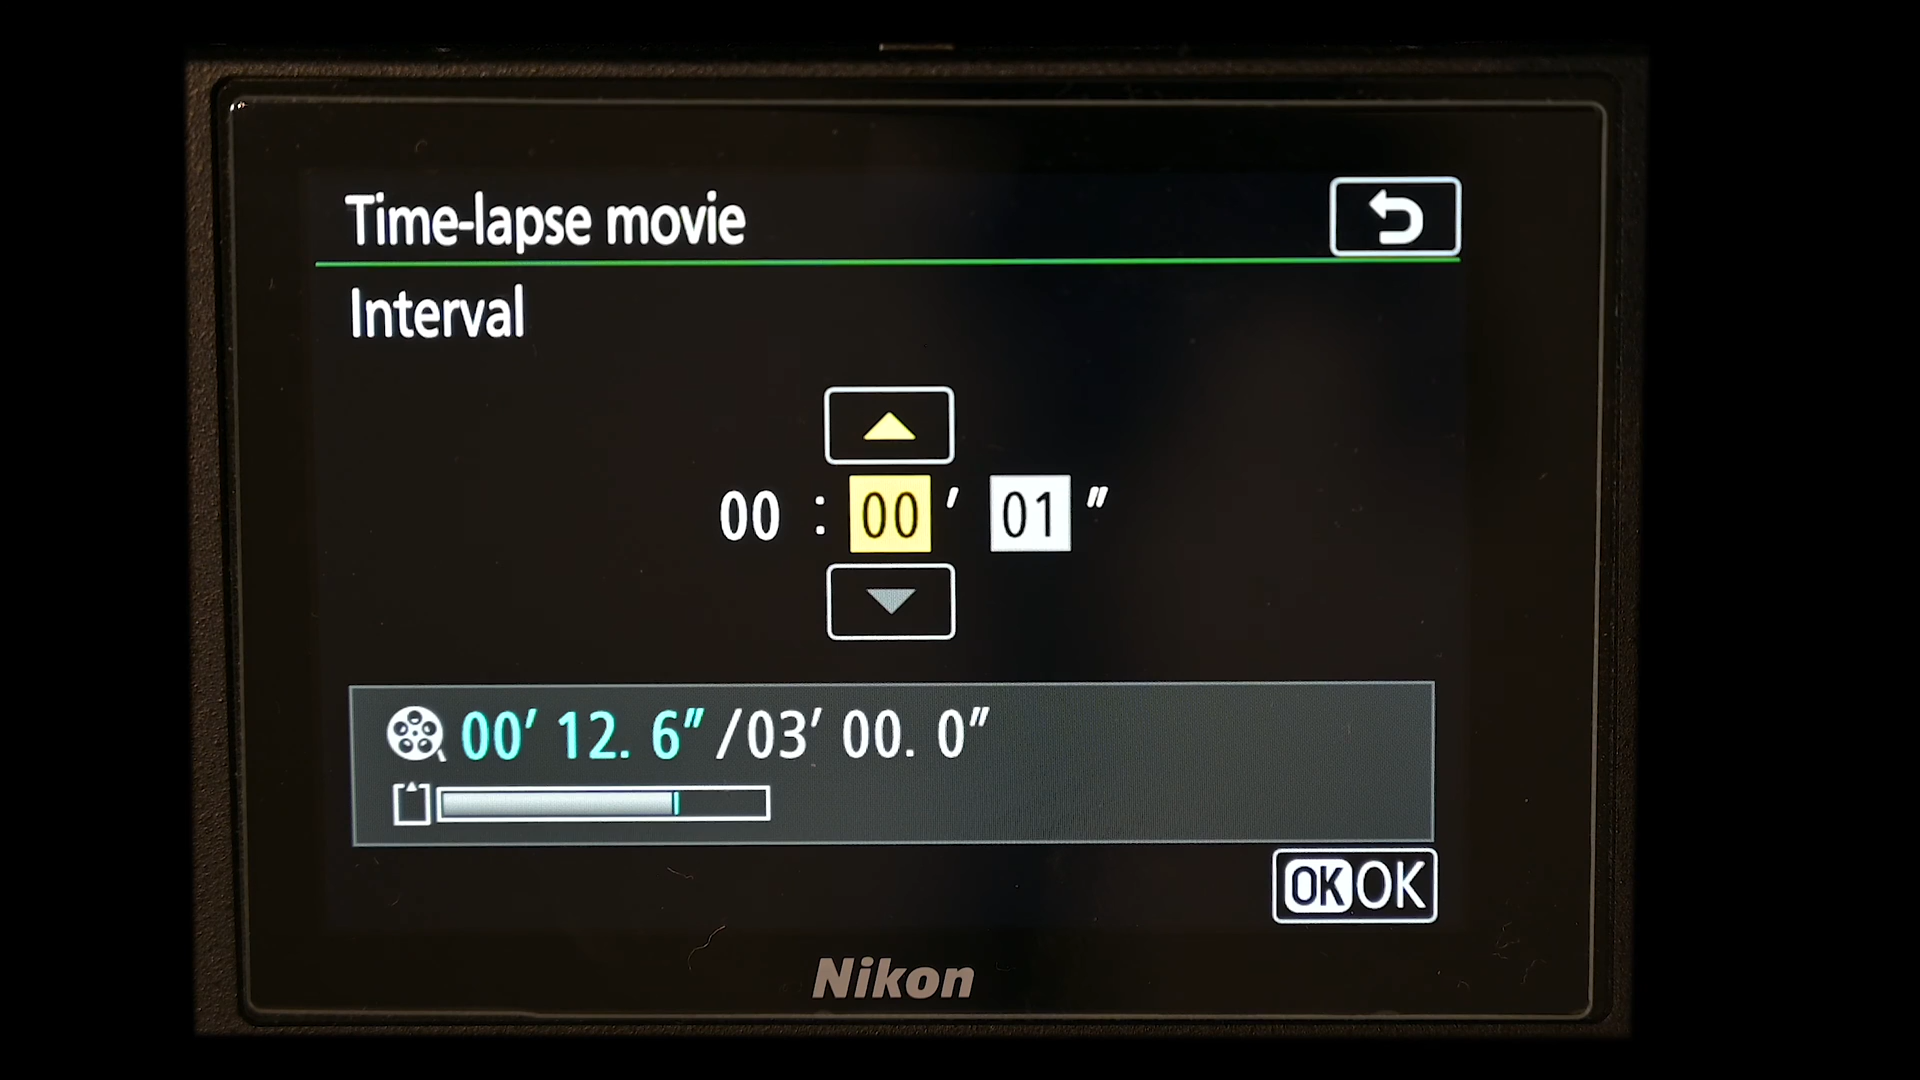 Time-lapse movie
Interval
00 : 00' 01"
00' 12. 6" /03' 00. 0"
OK OK
Nikon